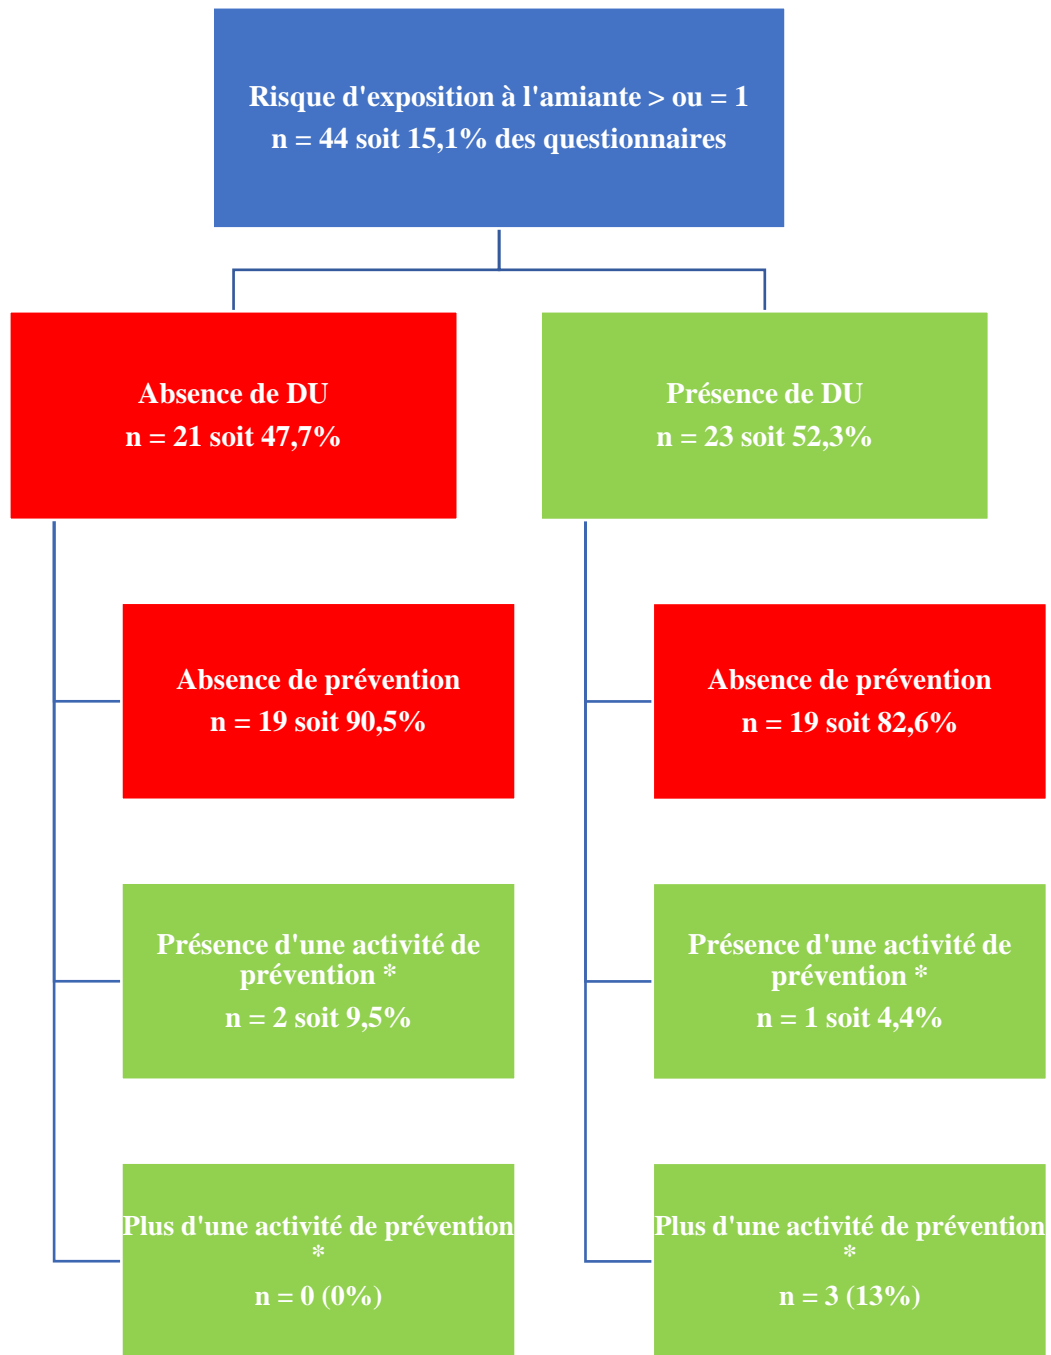 Risque d'exposition à l'amiante > ou = 1
n = 44 soit 15,1% des questionnaires
Absence de DU
n = 21 soit 47,7%
Présence de DU
n = 23 soit 52,3%
Absence de prévention
n = 19 soit 90,5%
Absence de prévention
n = 19 soit 82,6%
Présence d'une activité de
prévention *
n = 2 soit 9,5%
Présence d'une activité de
prévention *
n = 1 soit 4,4%
Plus d'une activité de prévention
*
n = 0 (0%)
Plus d'une activité de prévention
*
n = 3 (13%)